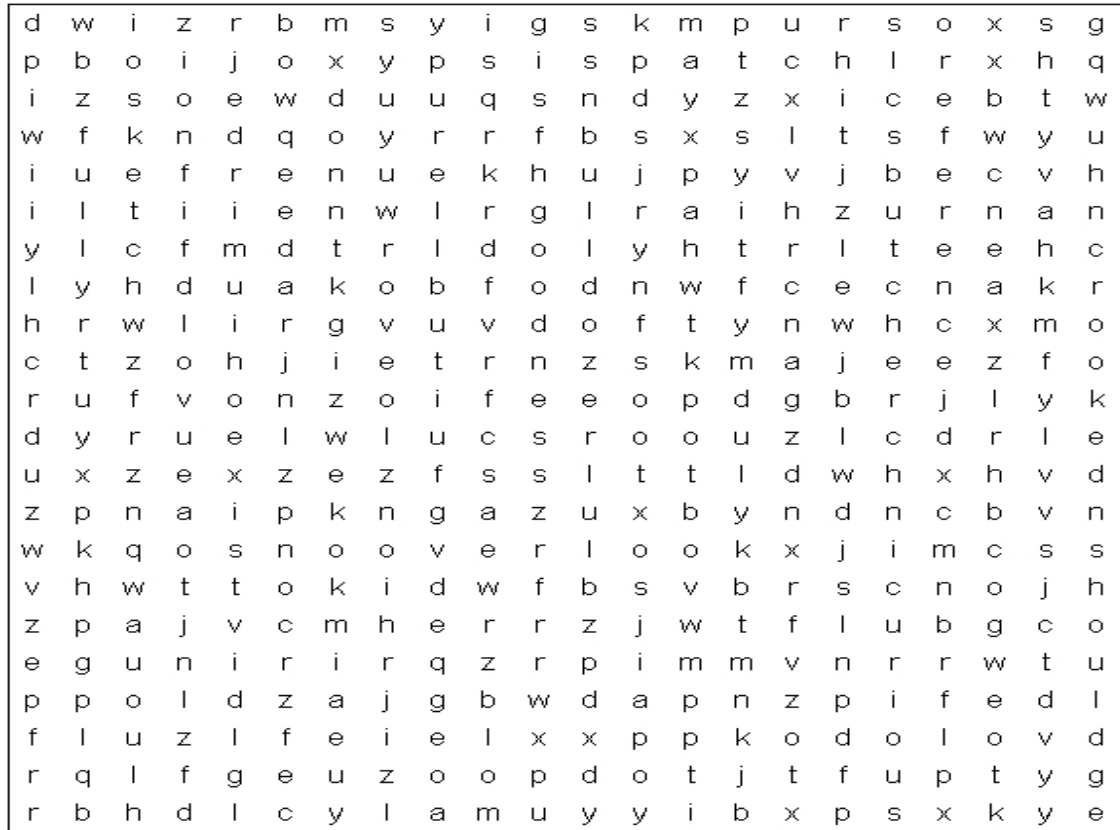 d w i z r b m s y i g s k m p u r s o x s g
p b o i j o x y p s i s p a t c h l r x h q
i z s o e w d u u q s n d y z x i c e b t w
w f k n d q o y r r f b s x s l t s f w y u
i u e f r e n u e k h u j p y v j b e c v h
i l t i i e n w l r g l r a i h z u r n a n
y l c f m d t r l d o l y h t r l t e e h c
l y h d u a k o b f o d n w f c e c n a k r
h r w l i r g v u v d o f t y n w h c x m o
c t z o h j i e t r n z s k m a j e e z f o
r u f v o n z o i f e e o p d g b r j l y k
d y r u e l w l u c s r o o u z l c d r l e
u x z e x z e z f s s l t t l d w h x h v d
z p n a i p k n g a z u x b y n d n c b v n
w k q o s n o o v e r l o o k x j i m c s s
v h w t t o k i d w f b s v b r s c n o j h
z p a j v c m h e r r z j w t f l u b g c o
e g u n i r i r q z r p i m m v n r r w t u
p p o l d z a j g b w d a p n z p i f e d l
f l u z l f e i e l x x p p k o d o l o v d
r q l f g e u z o o p d o t j t f u p t y g
r b h d l c y l a m u y y i b x p s x k y e